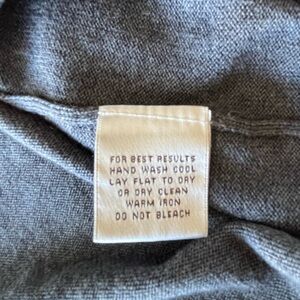 FOR BEST RESULTS
HAND WASH COOL
LAY FLAT TO DRY
OR DRY CLEAN
WARM IRON
DO NOT BLEACH